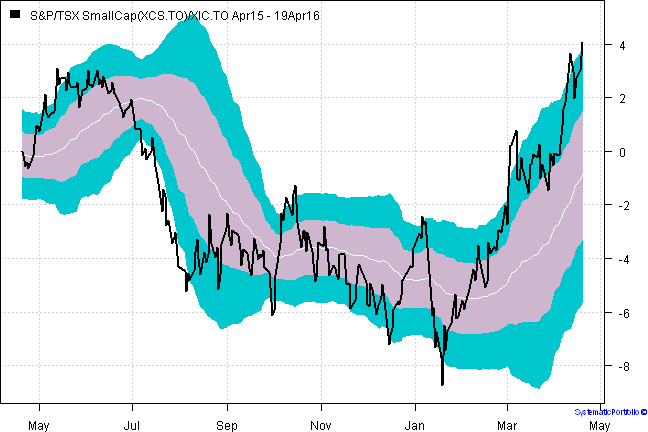 S&P/TSX SmallCap(XCS.TO)/XIC.TO Apr15 - 19Apr16
4
2
0
-2
-4
-6
-8
SystematicPortfolio ©
May Jul Sep Nov Jan Mar May